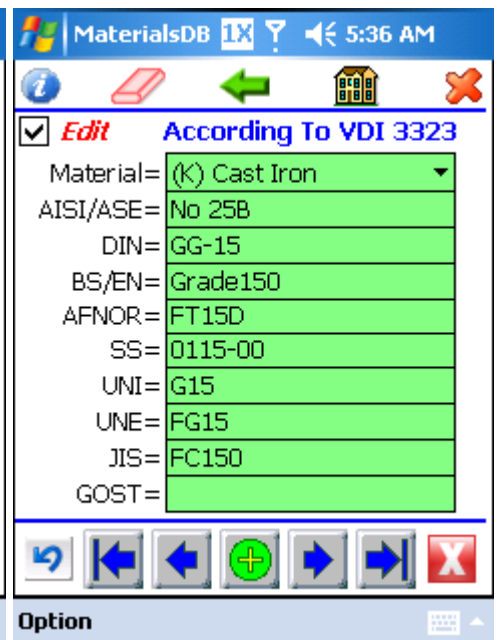 MaterialsDB 1X 5:36 AM
Edit According To VDI 3323
Material= (K) Cast Iron
AISI/ASE= No 25B
DIN= GG-15
BS/EN= Grade150
AFNOR= FT15D
SS= 0115-00
UNI= G15
UNE= FG15
JIS= FC150
GOST=
X
Option